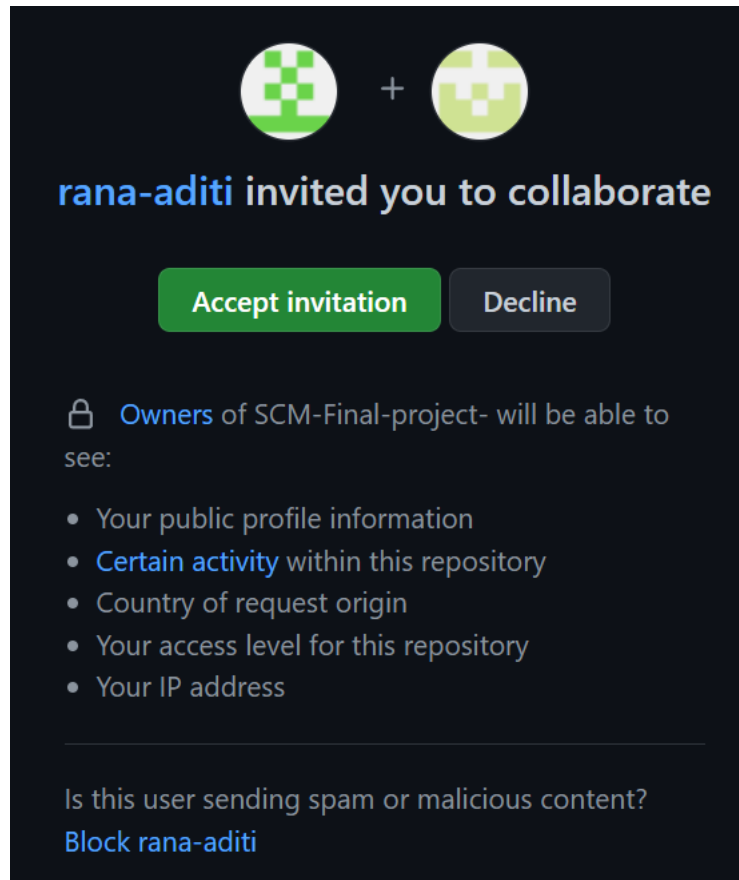 +
rana-aditi invited you to collaborate
Accept invitation Decline
Owners of SCM-Final-project- will be able to
see:
• Your public profile information
• Certain activity within this repository
• Country of request origin
• Your access level for this repository
• Your IP address
Is this user sending spam or malicious content?
Block rana-aditi